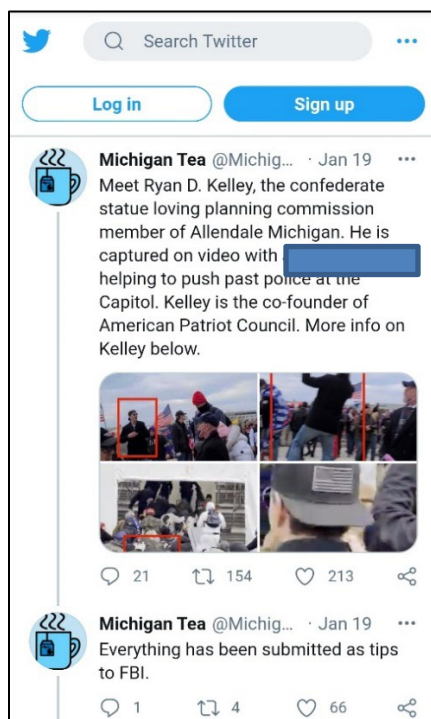 Search Twitter
Log in
Sign up
Michigan Tea @Michig... · Jan 19
Meet Ryan D. Kelley, the confederate
statue loving planning commission
member of Allendale Michigan. He is
captured on video with
helping to push past police at the
Capitol. Kelley is the co-founder of
American Patriot Council. More info on
Kelley below.
21 154 213
Michigan Tea @Michig... · Jan 19
Everything has been submitted as tips
to FBI.
1 4 66